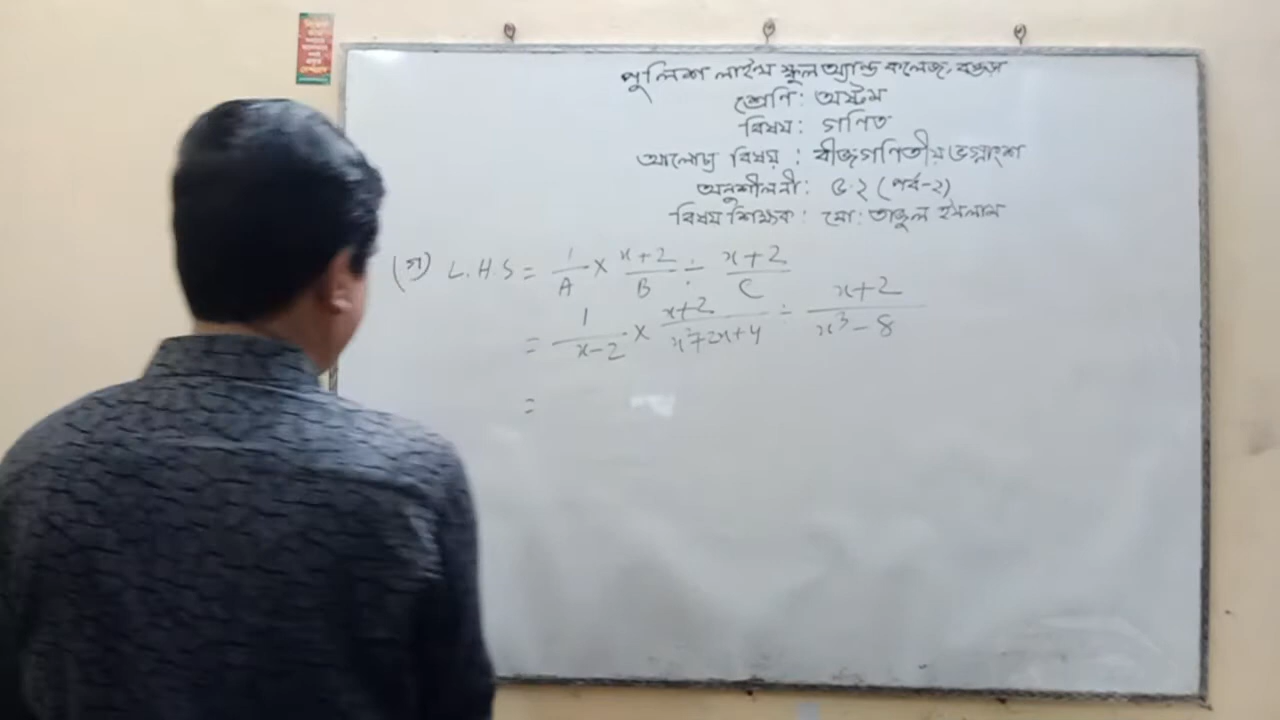 পুলিশ লাইন্স স্কুল অ্যান্ড কলেজ, বগুড়া
শ্রেণি: অষ্টম
বিষয়: গণিত
আলোচ্য বিষয়: বীজগণিতীয় ভগ্নাংশ
অনুশীলনী: ৫.২ (পর্ব-২)
বিষয় শিক্ষক: মো: তাজুল ইসলাম
(গ) L.H.S = 1/A × x+2/B ÷ x+2/C
= 1/x-2 × x+2/x²+2x+4 ÷ x+2/x³-8
=